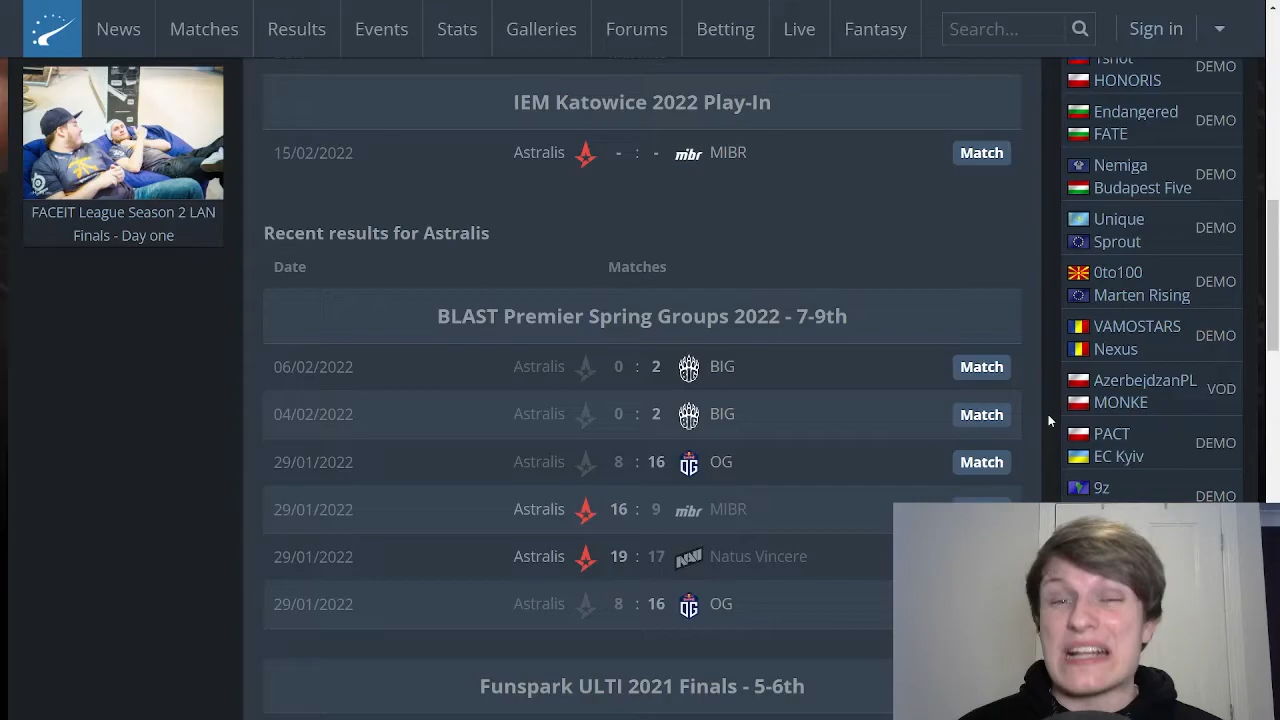 News Matches Results Events Stats Galleries Forums Betting Live Fantasy Search... Sign in
FACEIT League Season 2 LAN
Finals - Day one
IEM Katowice 2022 Play-In
15/02/2022 Astralis - : - mibr MIBR Match
Recent results for Astralis
Date Matches
BLAST Premier Spring Groups 2022 - 7-9th
06/02/2022 Astralis 0 : 2 BIG Match
04/02/2022 Astralis 0 : 2 BIG Match
29/01/2022 Astralis 8 : 16 OG Match
29/01/2022 Astralis 16 : 9 mibr MIBR
29/01/2022 Astralis 19 : 17 Natus Vincere
29/01/2022 Astralis 8 : 16 OG
Funspark ULTI 2021 Finals - 5-6th
DEMO
HONORIS
Endangered
DEMO
FATE
Nemiga
DEMO
Budapest Five
Unique
DEMO
Sprout
0to100
DEMO
Marten Rising
VAMOSTARS
DEMO
Nexus
AzerbejdzanPL
VOD
MONKE
PACT
DEMO
EC Kyiv
9z
DEMO